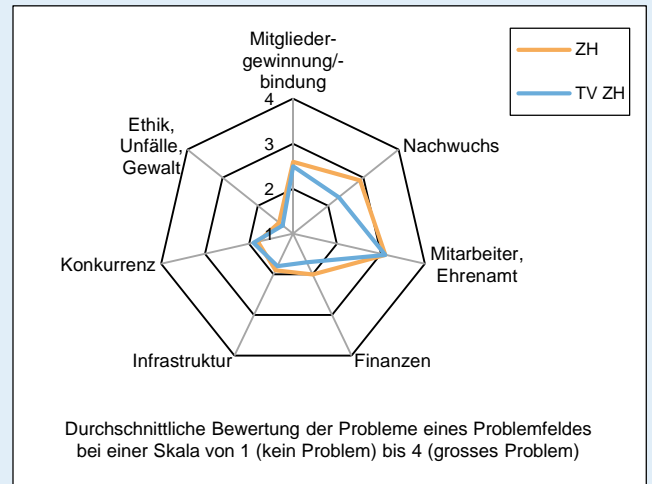 Mitglieder-
gewinnung/-
bindung
ZH
TV ZH
4
3
2
1
Ethik,
Unfälle,
Gewalt
Nachwuchs
Konkurrenz
Mitarbeiter,
Ehrenamt
Infrastruktur
Finanzen
Durchschnittliche Bewertung der Probleme eines Problemfeldes
bei einer Skala von 1 (kein Problem) bis 4 (grosses Problem)